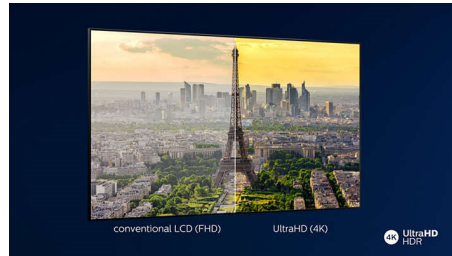 conventional LCD (FHD)
UltraHD (4K)
4K UltraHD
HDR